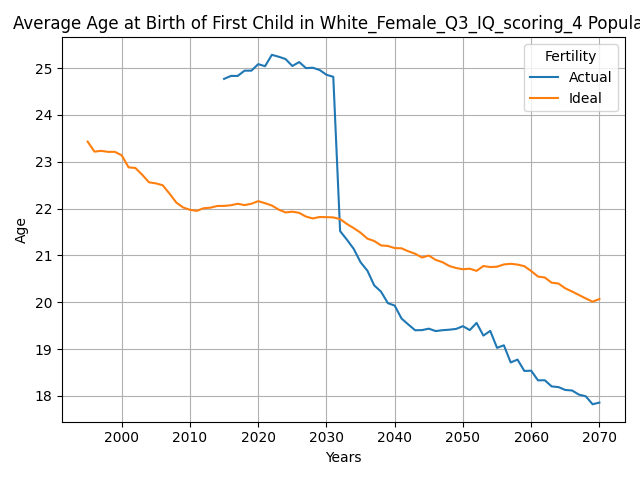 Average Age at Birth of First Child in White_Female_Q3_IQ_scoring_4 Popula
Fertility
Actual
Ideal
25
24
23
22
21
20
19
18
Age
2000 2010 2020 2030 2040 2050 2060 2070
Years